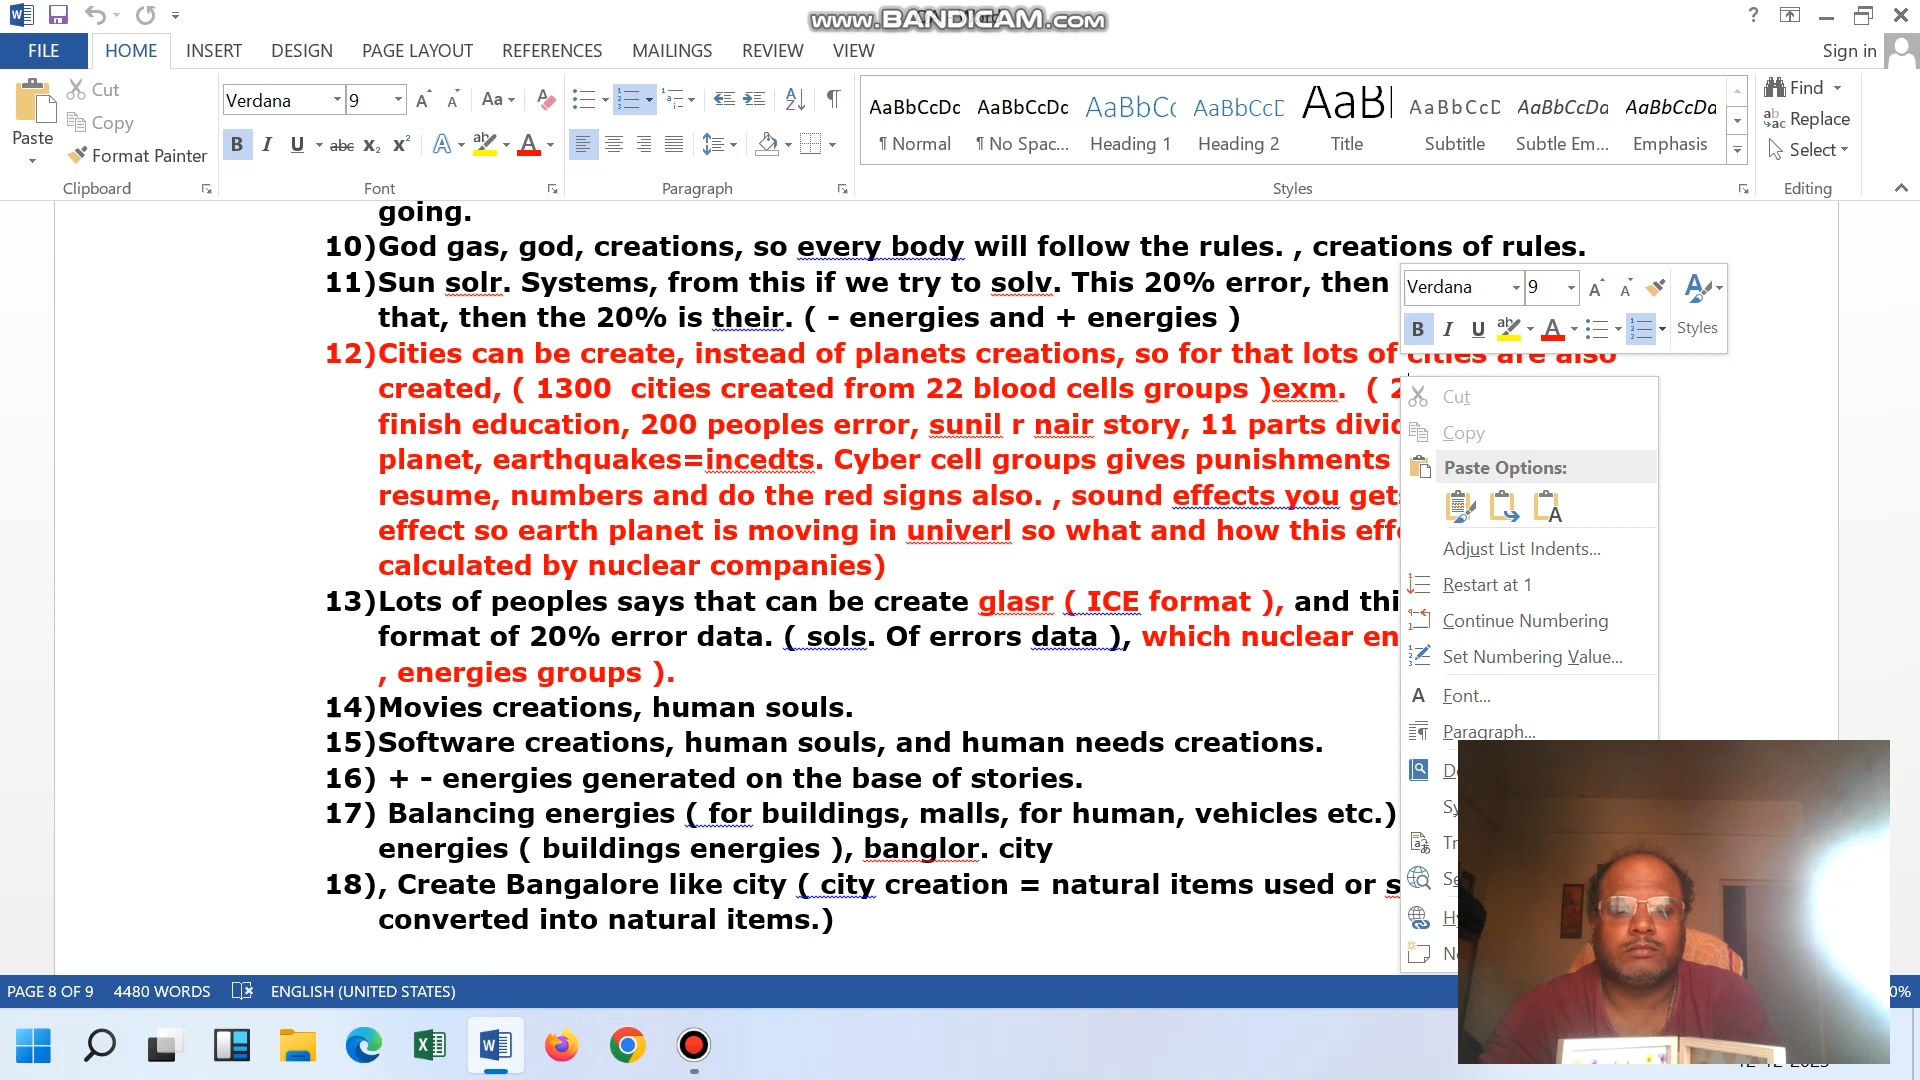 www.BANDICAM.com
FILE HOME INSERT DESIGN PAGE LAYOUT REFERENCES MAILINGS REVIEW VIEW Sign in
Paste Cut Copy Format Painter Clipboard
Verdana 9 Font
Paragraph
AaBbCcDc AaBbCcDc AaBbC AaBbCcD AaB AaBbCcD AaBbCcDa AaBbCcDa
¶ Normal ¶ No Spac... Heading 1 Heading 2 Title Subtitle Subtle Em... Emphasis
Styles
Find Replace Select Editing
going.
10)God gas, god, creations, so every body will follow the rules. , creations of rules.
11)Sun solr. Systems, from this if we try to solv. This 20% error, then
that, then the 20% is their. ( - energies and + energies )
12)Cities can be create, instead of planets creations, so for that lots of cities are also
created, ( 1300  cities created from 22 blood cells groups )exm.  ( 2
finish education, 200 peoples error, sunil r nair story, 11 parts divid
planet, earthquakes=incedts. Cyber cell groups gives punishments
resume, numbers and do the red signs also. , sound effects you gets
effect so earth planet is moving in univerl so what and how this effe
calculated by nuclear companies)
13)Lots of peoples says that can be create glasr ( ICE format ), and thi
format of 20% error data. ( sols. Of errors data ), which nuclear en
, energies groups ).
14)Movies creations, human souls.
15)Software creations, human souls, and human needs creations.
16) + - energies generated on the base of stories.
17) Balancing energies ( for buildings, malls, for human, vehicles etc.)
energies ( buildings energies ), banglor. city
18), Create Bangalore like city ( city creation = natural items used or s
converted into natural items.)
Verdana 9
Styles
Cut
Copy
Paste Options:
Adjust List Indents...
Restart at 1
Continue Numbering
Set Numbering Value...
Font...
Paragraph...
PAGE 8 OF 9 4480 WORDS ENGLISH (UNITED STATES) 0%